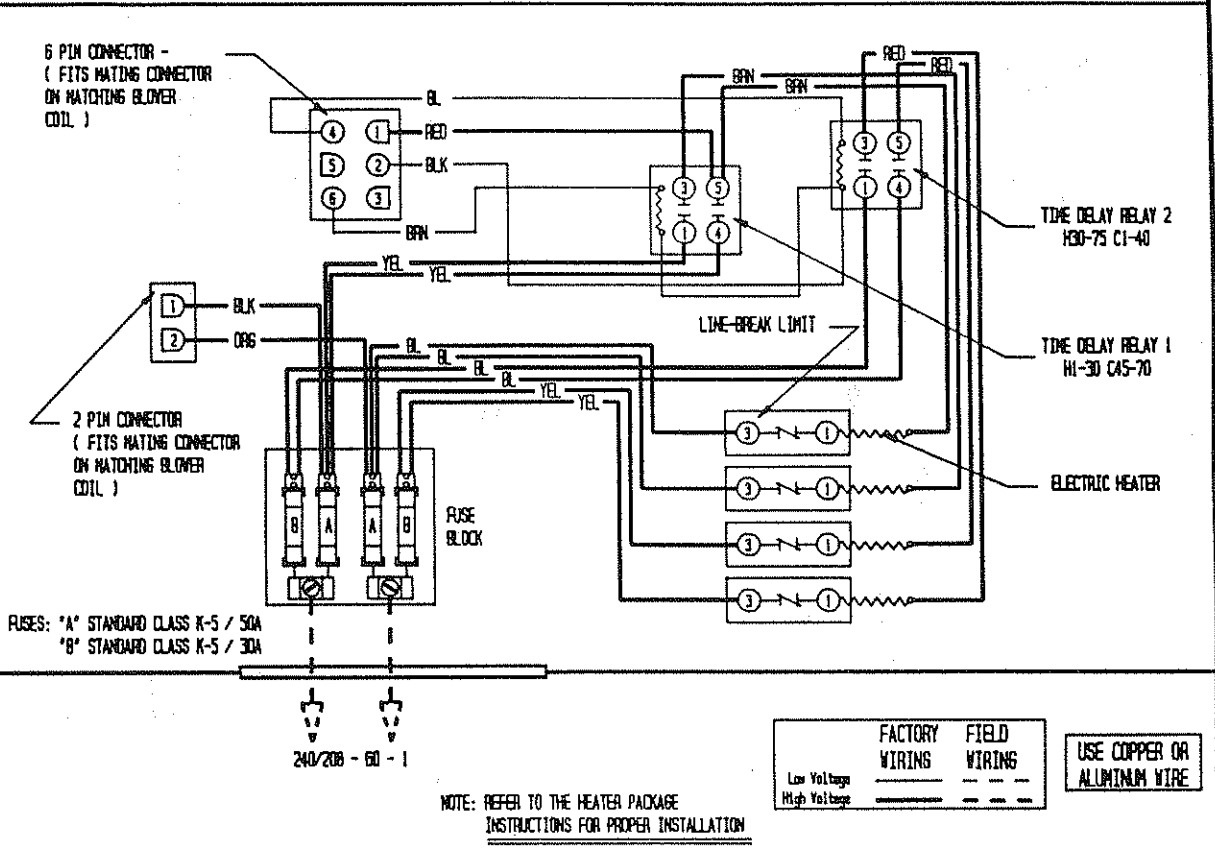 6 PIN CONNECTOR -
( FITS MATING CONNECTOR
ON MATCHING BLOWER
COIL )
4
1
5
2
6
3
BL
RED
BLK
BRN
BRN
BRN
RED
RED
3
5
1
4
3
5
1
4
TIME DELAY RELAY 2
H30-75 C1-40
YEL
YEL
1
BLK
2
ORG
LINE-BREAK LIMIT
TIME DELAY RELAY 1
H1-30 C45-70
BL
BL
BL
BL
YEL
YEL
2 PIN CONNECTOR
( FITS MATING CONNECTOR
ON MATCHING BLOWER
COIL )
3
1
3
1
3
1
3
1
ELECTRIC HEATER
B
A
A
B
FUSE
BLOCK
FUSES: "A" STANDARD CLASS K-5 / 50A
"B" STANDARD CLASS K-5 / 30A
240/208 - 60 - 1
FACTORY WIRING
FIELD WIRING
Low Voltage
High Voltage
USE COPPER OR
ALUMINUM WIRE
NOTE: REFER TO THE HEATER PACKAGE
INSTRUCTIONS FOR PROPER INSTALLATION